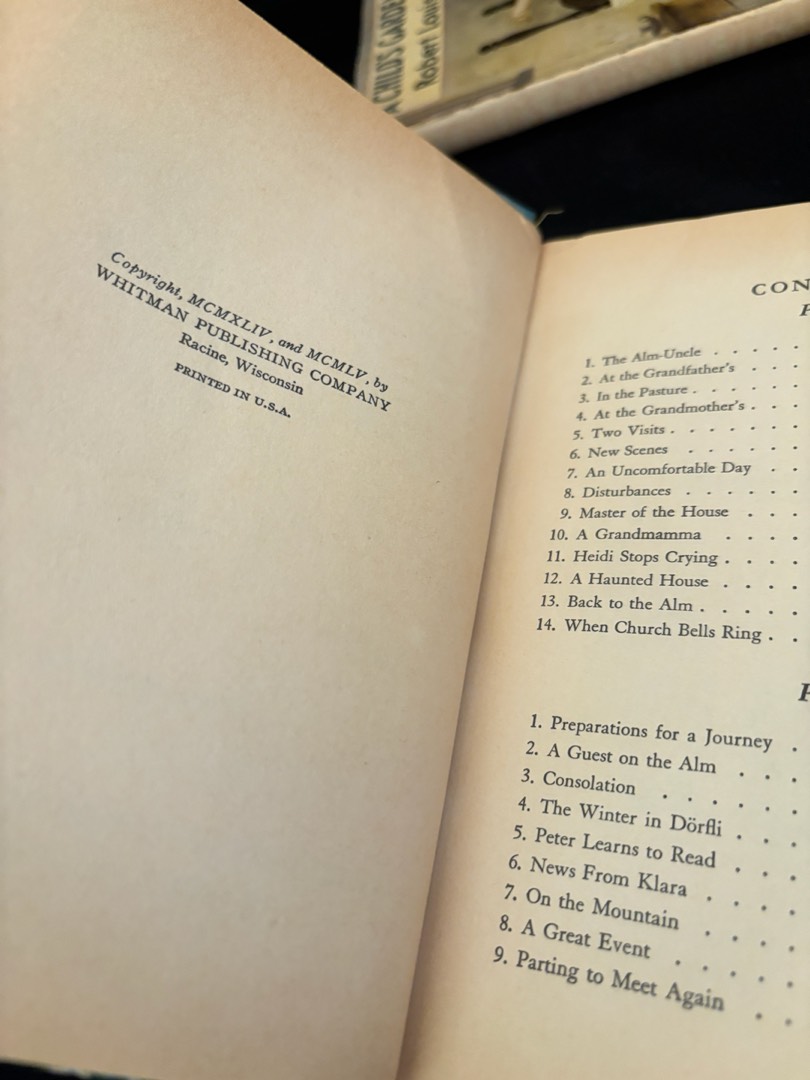 A CHILD'S GARDE
Robert Loui
Copyright, MCMXLIV, and MCMLV, by
WHITMAN PUBLISHING COMPANY
Racine, Wisconsin
PRINTED IN U.S.A.
CON
P
1. The Alm-Uncle . . . . .
2. At the Grandfather's . . .
3. In the Pasture . . . . . .
4. At the Grandmother's . . .
5. Two Visits . . . . . . .
6. New Scenes . . . . . .
7. An Uncomfortable Day . .
8. Disturbances . . . . . .
9. Master of the House . . .
10. A Grandmamma . . . .
11. Heidi Stops Crying . . . .
12. A Haunted House . . . .
13. Back to the Alm . . . . .
14. When Church Bells Ring . .
P
1. Preparations for a Journey .
2. A Guest on the Alm . . .
3. Consolation . . . . . .
4. The Winter in Dörfli . . .
5. Peter Learns to Read . . .
6. News From Klara . . . .
7. On the Mountain . . . .
8. A Great Event . . . . .
9. Parting to Meet Again . .